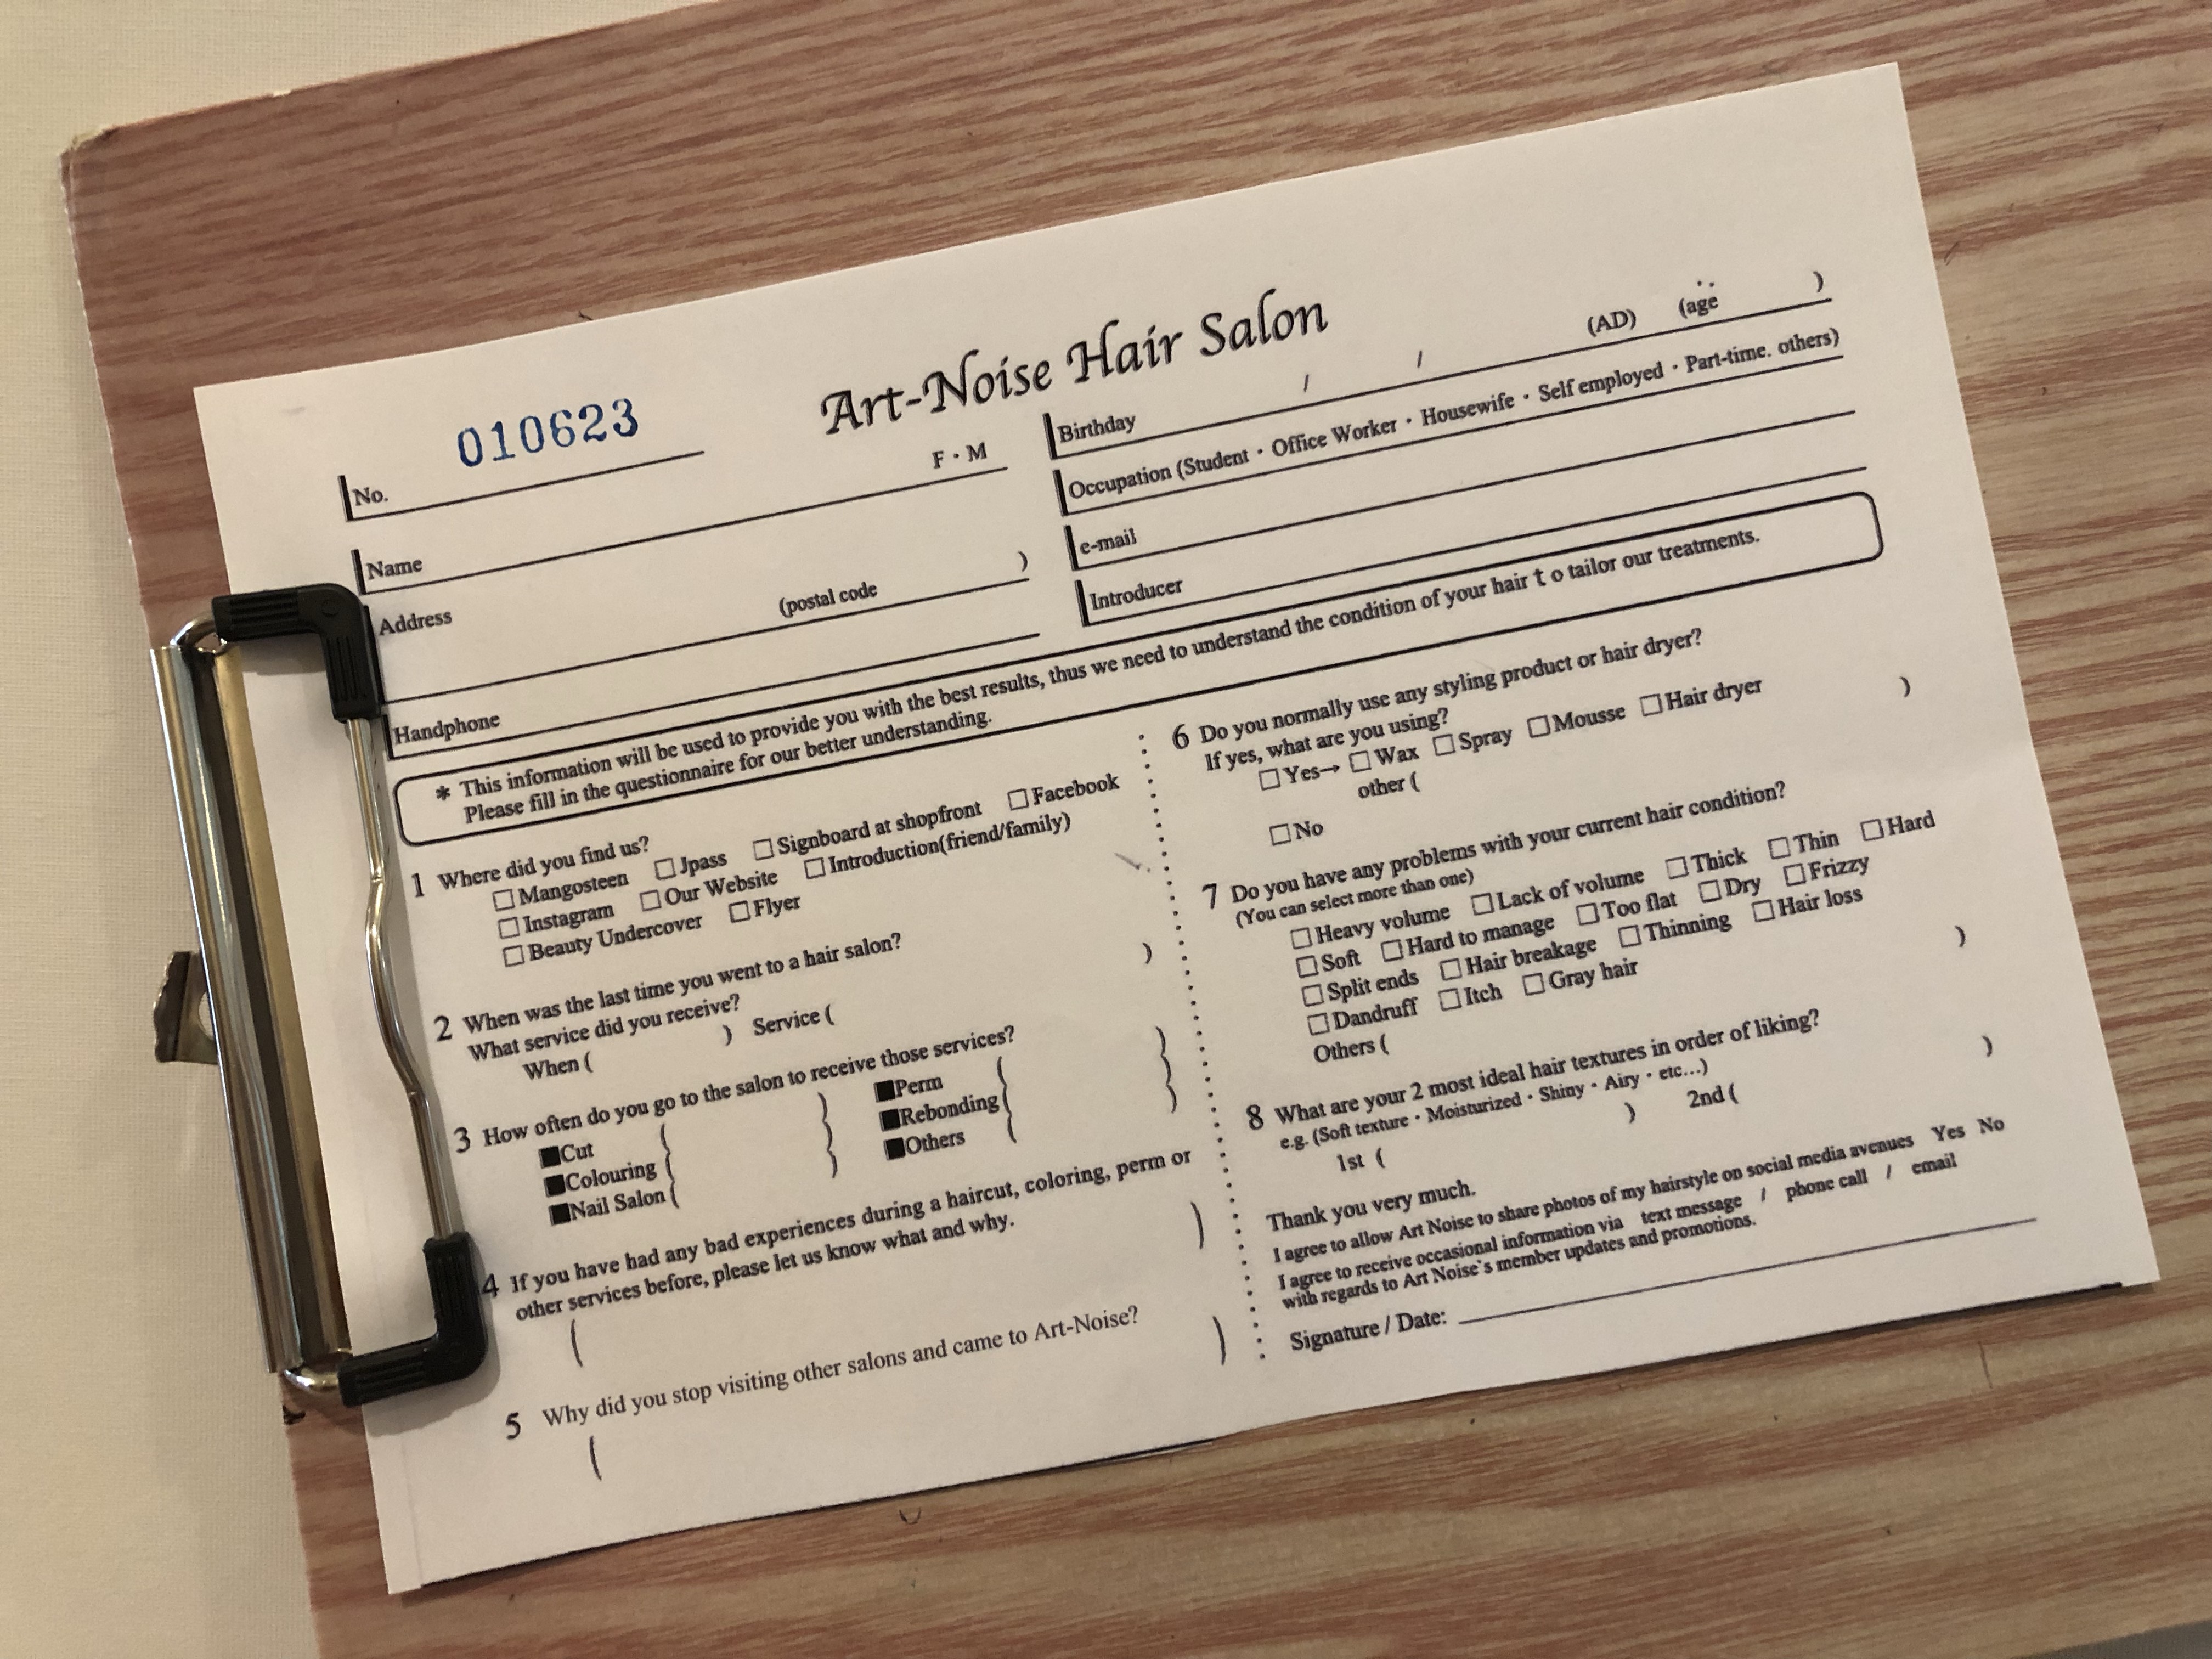 Art-Noise Hair Salon
No. 010623
Name F・M
Address (postal code )
Handphone
Birthday / / (AD) (age )
Occupation (Student・Office Worker・Housewife・Self employed・Part-time. others)
e-mail
Introducer
* This information will be used to provide you with the best results, thus we need to understand the condition of your hair t o tailor our treatments.
Please fill in the questionnaire for our better understanding.
1 Where did you find us?
□Mangosteen □Jpass □Signboard at shopfront □Facebook
□Instagram □Our Website □Introduction(friend/family)
□Beauty Undercover □Flyer
2 When was the last time you went to a hair salon?
What service did you receive?
When ( ) Service ( )
3 How often do you go to the salon to receive those services?
■Cut ( ) ■Perm ( )
■Colouring ( ) ■Rebonding ( )
■Nail Salon ( ) ■Others ( )
4 If you have had any bad experiences during a haircut, coloring, perm or
other services before, please let us know what and why.
( )
5 Why did you stop visiting other salons and came to Art-Noise?
( )
6 Do you normally use any styling product or hair dryer?
If yes, what are you using?
□Yes→ □Wax □Spray □Mousse □Hair dryer
other ( )
□No
7 Do you have any problems with your current hair condition?
(You can select more than one)
□Heavy volume □Lack of volume □Thick □Thin □Hard
□Soft □Hard to manage □Too flat □Dry □Frizzy
□Split ends □Hair breakage □Thinning □Hair loss
□Dandruff □Itch □Gray hair
Others ( )
8 What are your 2 most ideal hair textures in order of liking?
e.g. (Soft texture・Moisturized・Shiny・Airy・etc...)
1st ( ) 2nd ( )
Thank you very much.
I agree to allow Art Noise to share photos of my hairstyle on social media avenues Yes No
I agree to receive occasional information via text message / phone call / email
with regards to Art Noise`s member updates and promotions.
Signature / Date: